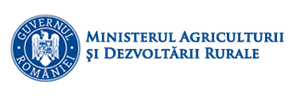 GUVERNUL ROMÂNIEI
MINISTERUL AGRICULTURII
ŞI DEZVOLTĂRII RURALE